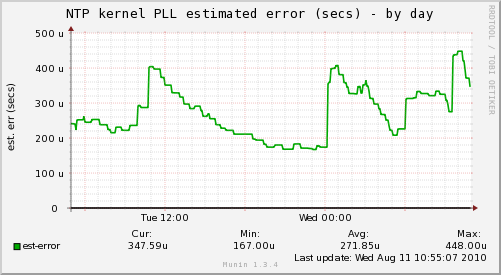 NTP kernel PLL estimated error (secs) - by day
RRDTOOL / TOBI OETIKER
est. err (secs)
500 u
400 u
300 u
200 u
100 u
0
Tue 12:00 Wed 00:00
Cur: Min: Avg: Max:
est-error 347.59u 167.00u 271.85u 448.00u
Last update: Wed Aug 11 10:55:07 2010
Munin 1.3.4